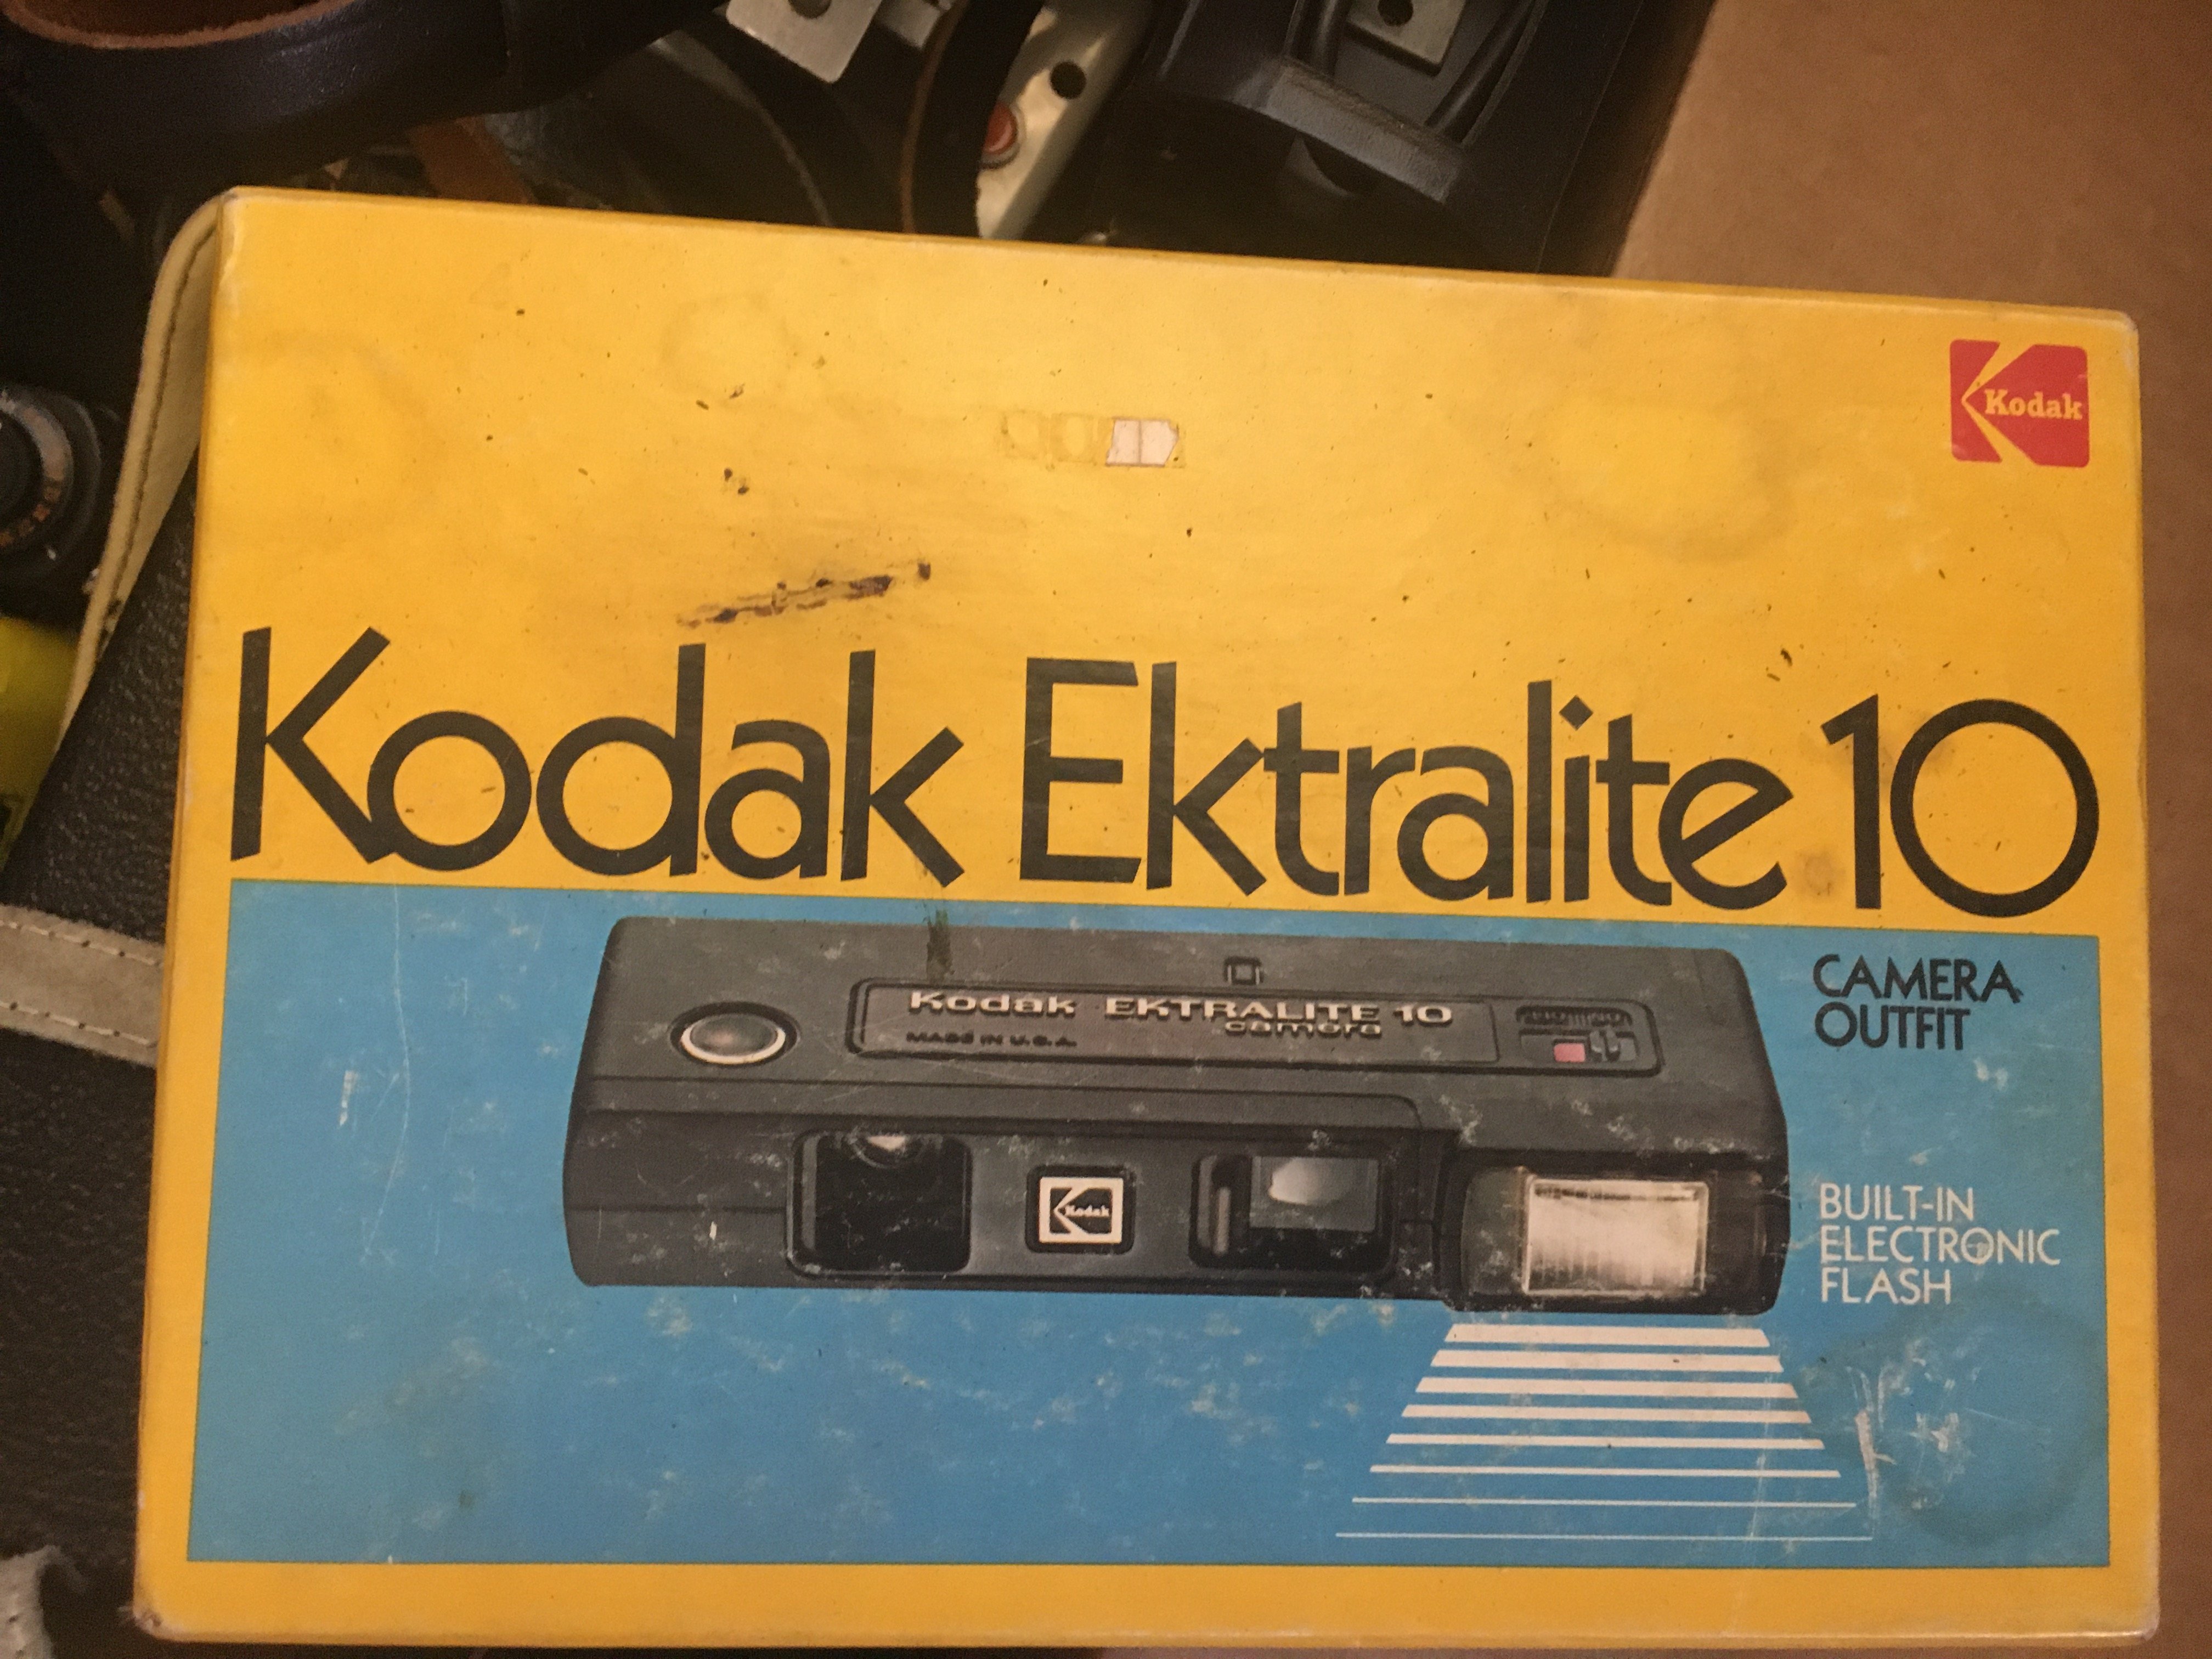 Kodak
Kodak Ektralite 10
CAMERA
OUTFIT
Kodak EKTRALITE 10
camera
MADE IN U.S.A.
Kodak
BUILT-IN
ELECTRONIC
FLASH